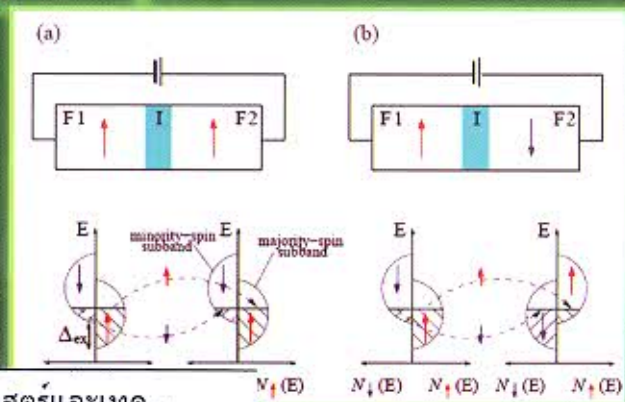 (a)
(b)
F1 I F2
F1 I F2
E
minority-spin
subband
E
majority-spin
subband
E
E
Δex
N↑(E)
N↓(E) N↑(E) N↓(E) N↑(E)